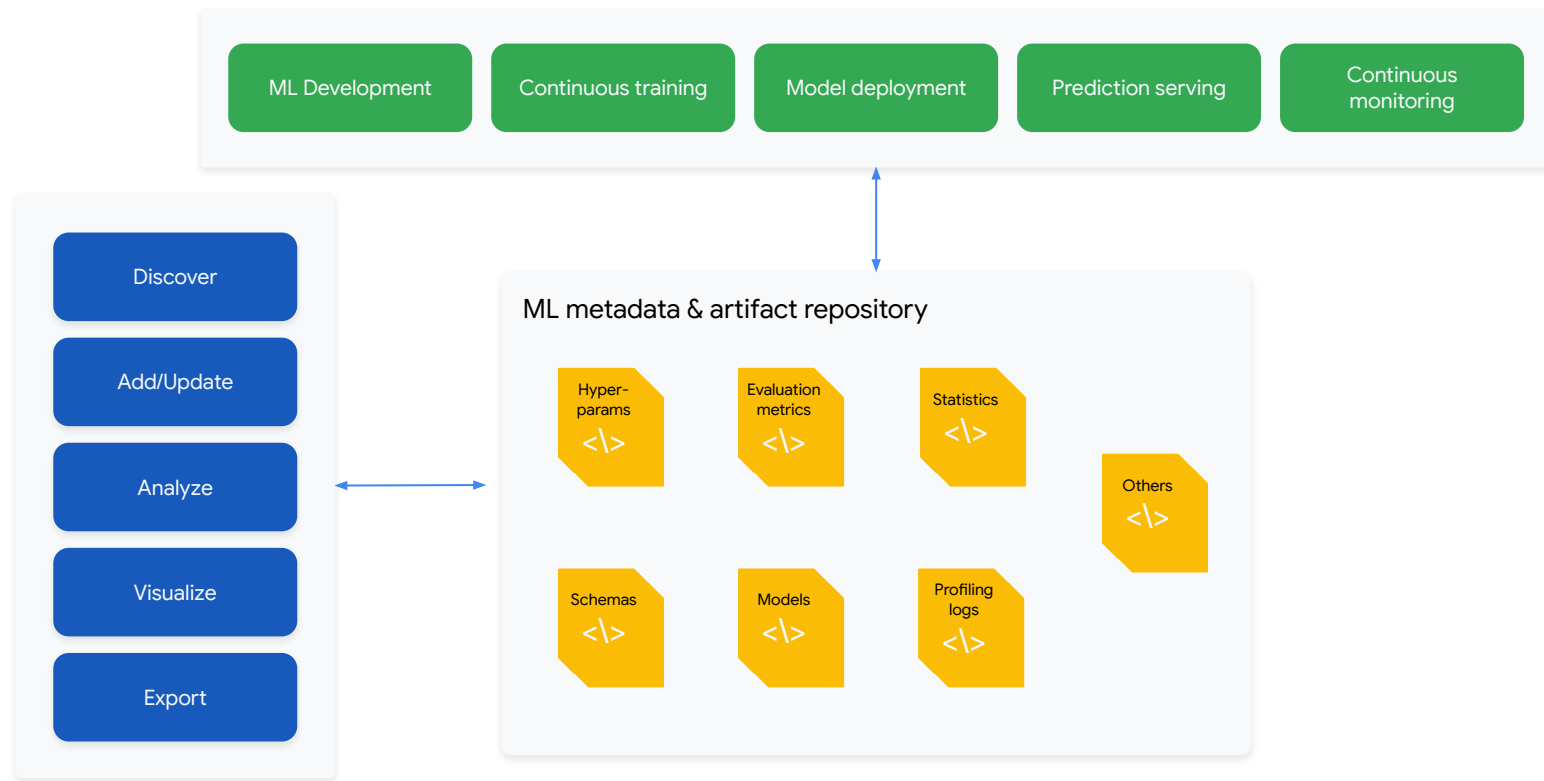 ML Development
Continuous training
Model deployment
Prediction serving
Continuous
monitoring
Discover
Add/Update
Analyze
Visualize
Export
ML metadata & artifact repository
Hyper-
params
</>
Evaluation
metrics
</>
Statistics
</>
Others
</>
Schemas
</>
Models
</>
Profiling
logs
</>